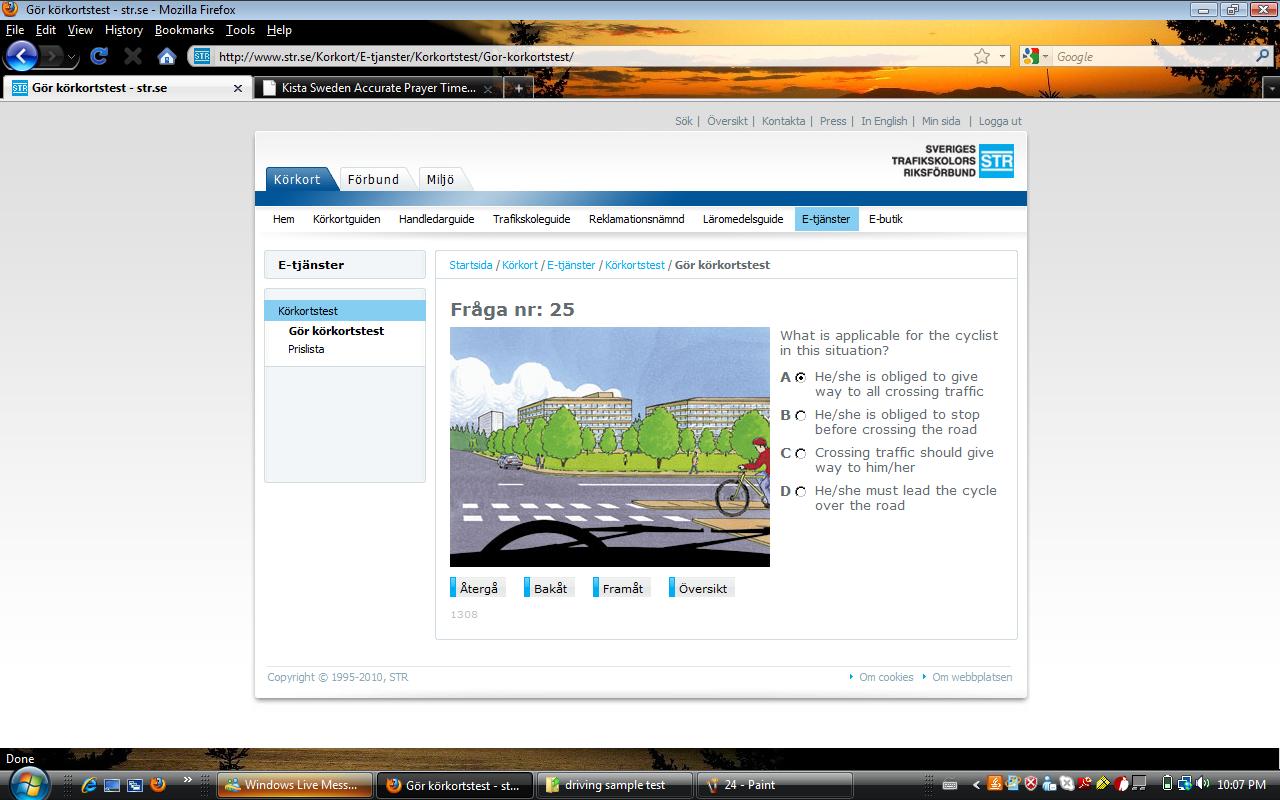 Gör körkortstest - str.se - Mozilla Firefox
File Edit View History Bookmarks Tools Help
http://www.str.se/Korkort/E-tjanster/Korkortstest/Gor-korkortstest/
Google
Gör körkortstest - str.se
Kista Sweden Accurate Prayer Time...
Sök | Översikt | Kontakta | Press | In English | Min sida | Logga ut
SVERIGES
TRAFIKSKOLORS
RIKSFÖRBUND
STR
Körkort Förbund Miljö
Hem Körkortguiden Handledarguide Trafikskoleguide Reklamationsnämnd Läromedelsguide E-tjänster E-butik
E-tjänster
Körkortstest
Gör körkortstest
Prislista
Startsida / Körkort / E-tjänster / Körkortstest / Gör körkortstest
Fråga nr: 25
What is applicable for the cyclist
in this situation?
A He/she is obliged to give
way to all crossing traffic
B He/she is obliged to stop
before crossing the road
C Crossing traffic should give
way to him/her
D He/she must lead the cycle
over the road
Återgå Bakåt Framåt Översikt
1308
Copyright © 1995-2010, STR
Om cookies Om webbplatsen
Done
Windows Live Mess...
Gör körkortstest - st...
driving sample test
24 - Paint
10:07 PM